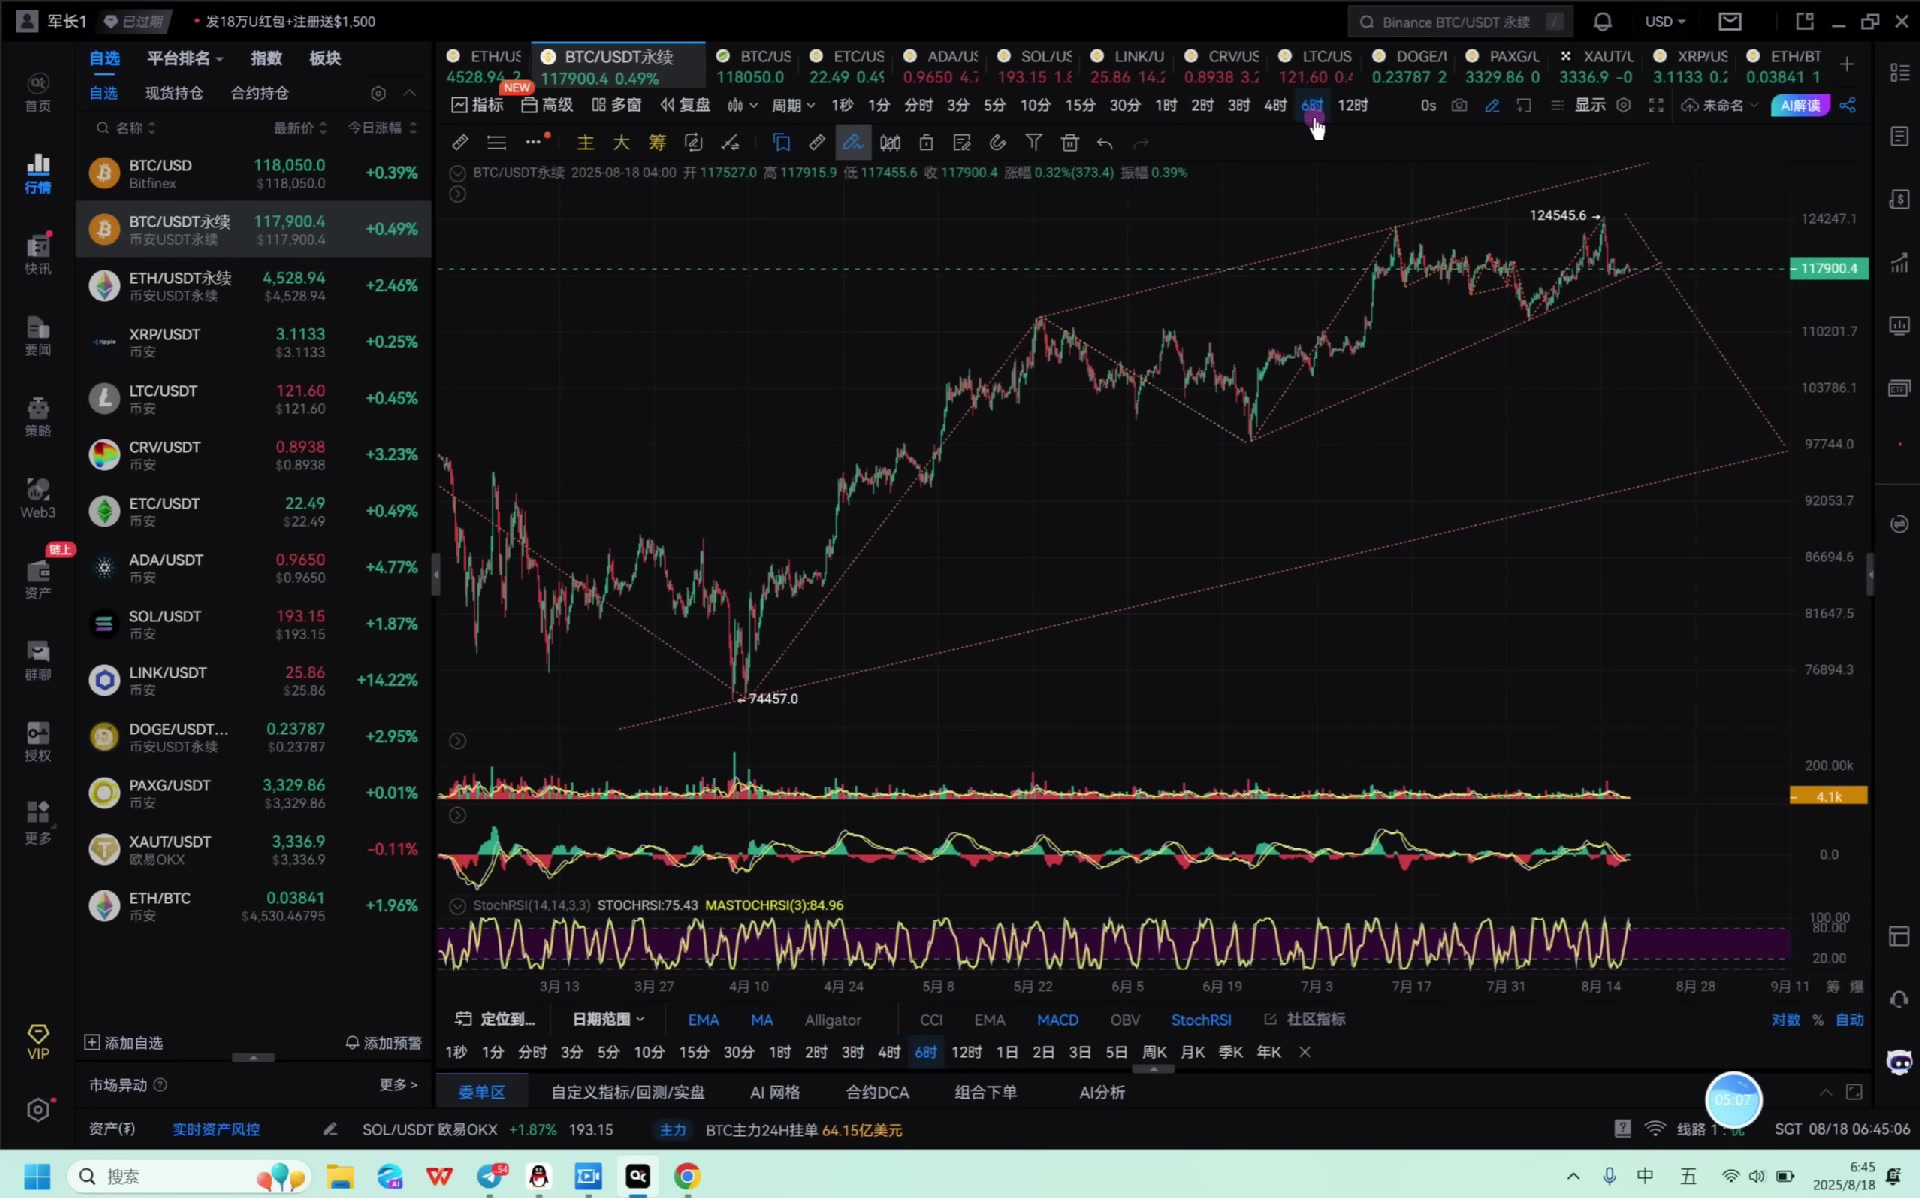 军长1 已过期 • 发18万U红包+注册送$1,500
Binance BTC/USDT 永续 / USD
首页
行情
快讯
要闻
策略
Web3
链上
资产
群聊
授权
更多
VIP
自选 平台排名 指数 板块
自选 现货持仓 合约持仓
名称 最新价 今日涨幅
BTC/USD 118,050.0 +0.39%
Bitfinex $118,050.0
BTC/USDT永续 117,900.4 +0.49%
币安USDT永续 $117,900.4
ETH/USDT永续 4,528.94 +2.46%
币安USDT永续 $4,528.94
XRP/USDT 3.1133 +0.25%
币安 $3.1133
LTC/USDT 121.60 +0.45%
币安 $121.60
CRV/USDT 0.8938 +3.23%
币安 $0.8938
ETC/USDT 22.49 +0.49%
币安 $22.49
ADA/USDT 0.9650 +4.77%
币安 $0.9650
SOL/USDT 193.15 +1.87%
币安 $193.15
LINK/USDT 25.86 +14.22%
币安 $25.86
DOGE/USDT... 0.23787 +2.95%
币安USDT永续 $0.23787
PAXG/USDT 3,329.86 +0.01%
币安 $3,329.86
XAUT/USDT 3,336.9 -0.11%
欧易OKX $3,336.9
ETH/BTC 0.03841 +1.96%
币安 $4,530.46795
添加自选 添加预警
市场异动 更多 >
ETH/US BTC/USDT永续 BTC/US ETC/US ADA/US SOL/US LINK/U CRV/US LTC/US DOGE/I PAXG/L XAUT/L XRP/US ETH/BT
4528.94 2 117900.4 0.49% 118050.0 22.49 0.49 0.9650 4.7 193.15 1.8 25.86 14.2 0.8938 3.2 121.60 0.4 0.23787 2 3329.86 0 3336.9 -0 3.1133 0.2 0.03841 1
NEW
指标 高级 多窗 复盘 周期 1秒 1分 分时 3分 5分 10分 15分 30分 1时 2时 3时 4时 6时 12时 0s 显示 未命名 AI解读
主 大 筹
BTC/USDT永续 2025-08-18 04:00 开 117527.0 高 117915.9 低 117455.6 收 117900.4 涨幅 0.32%(373.4) 振幅 0.39%
124545.6
74457.0
124247.1
117900.4
110201.7
103786.1
97744.0
92053.7
86694.6
81647.5
76894.3
200.00k
4.1k
0.0
StochRSI(14,14,3,3) STOCHRSI:75.43 MASTOCHRSI(3):84.96
100.00
80.00
20.00
3月 13 3月 27 4月 10 4月 24 5月 8 5月 22 6月 5 6月 19 7月 3 7月 17 7月 31 8月 14 8月 28 9月 11 筹 爆
定位到... 日期范围 EMA MA Alligator CCI EMA MACD OBV StochRSI 社区指标 对数 % 自动
1秒 1分 分时 3分 5分 10分 15分 30分 1时 2时 3时 4时 6时 12时 1日 2日 3日 5日 周K 月K 季K 年K
委单区 自定义指标/回测/实盘 AI 网格 合约DCA 组合下单 AI分析
05:07
资产(₮) 实时资产风控 SOL/USDT 欧易OKX +1.87% 193.15 主力 BTC主力24H挂单 64.15亿美元 线路 1 : 优 SGT 08/18 06:45:06
搜索 54 中 五 6:45
2025/8/18